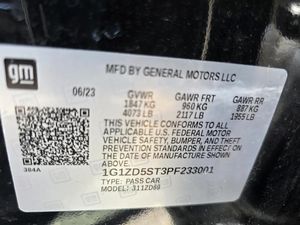 gm
MFD BY GENERAL MOTORS LLC
06/23 GVWR GAWR FRT GAWR RR
1847 KG 960 KG 887 KG
4073 LB 2117 LB 1955 LB
THIS VEHICLE CONFORMS TO ALL
APPLICABLE U.S. FEDERAL MOTOR
VEHICLE SAFETY, BUMPER, AND THEFT
PREVENTION STANDARDS IN EFFECT
ON THE DATE OF MANUFACTURE
SHOWN ABOVE.
384A
1G1ZD5ST3PF233001
TYPE: PASS CAR
311ZD69